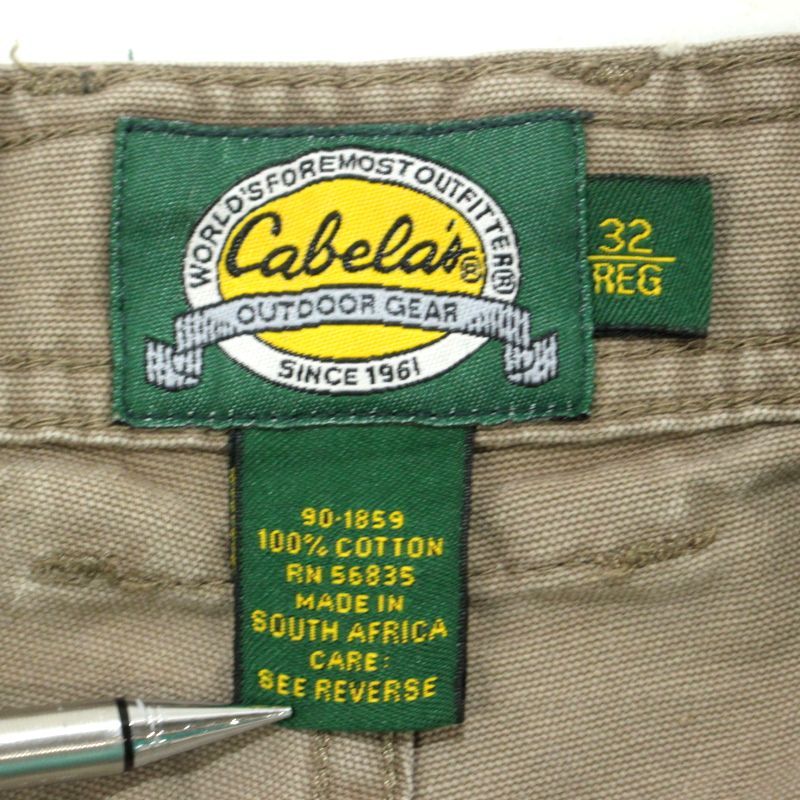 WORLD'S FOREMOST OUTFITTER®
Cabela's®
OUTDOOR GEAR
SINCE 1961
32
REG
90-1859
100% COTTON
RN 56835
MADE IN
SOUTH AFRICA
CARE:
SEE REVERSE